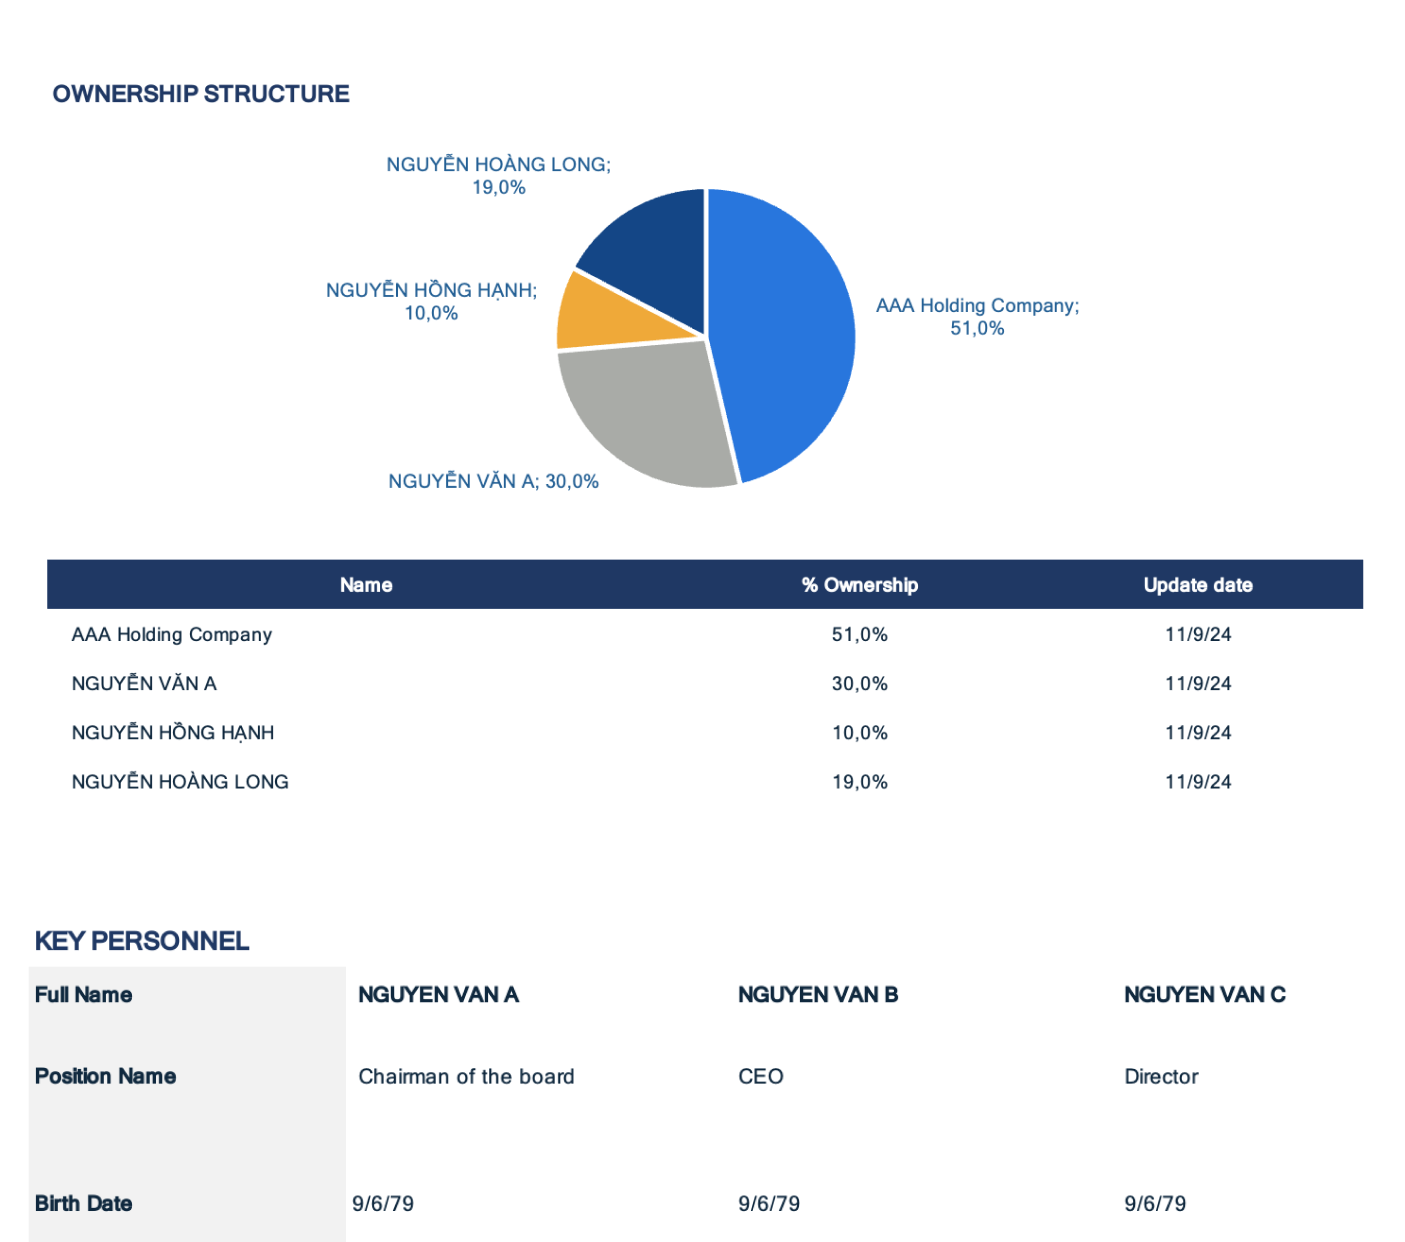 OWNERSHIP STRUCTURE
NGUYỄN HOÀNG LONG;
19,0%
NGUYỄN HỒNG HẠNH;
10,0%
AAA Holding Company;
51,0%
NGUYỄN VĂN A; 30,0%
Name % Ownership Update date
AAA Holding Company 51,0% 11/9/24
NGUYỄN VĂN A 30,0% 11/9/24
NGUYỄN HỒNG HẠNH 10,0% 11/9/24
NGUYỄN HOÀNG LONG 19,0% 11/9/24
KEY PERSONNEL
Full Name NGUYEN VAN A NGUYEN VAN B NGUYEN VAN C
Position Name Chairman of the board CEO Director
Birth Date 9/6/79 9/6/79 9/6/79